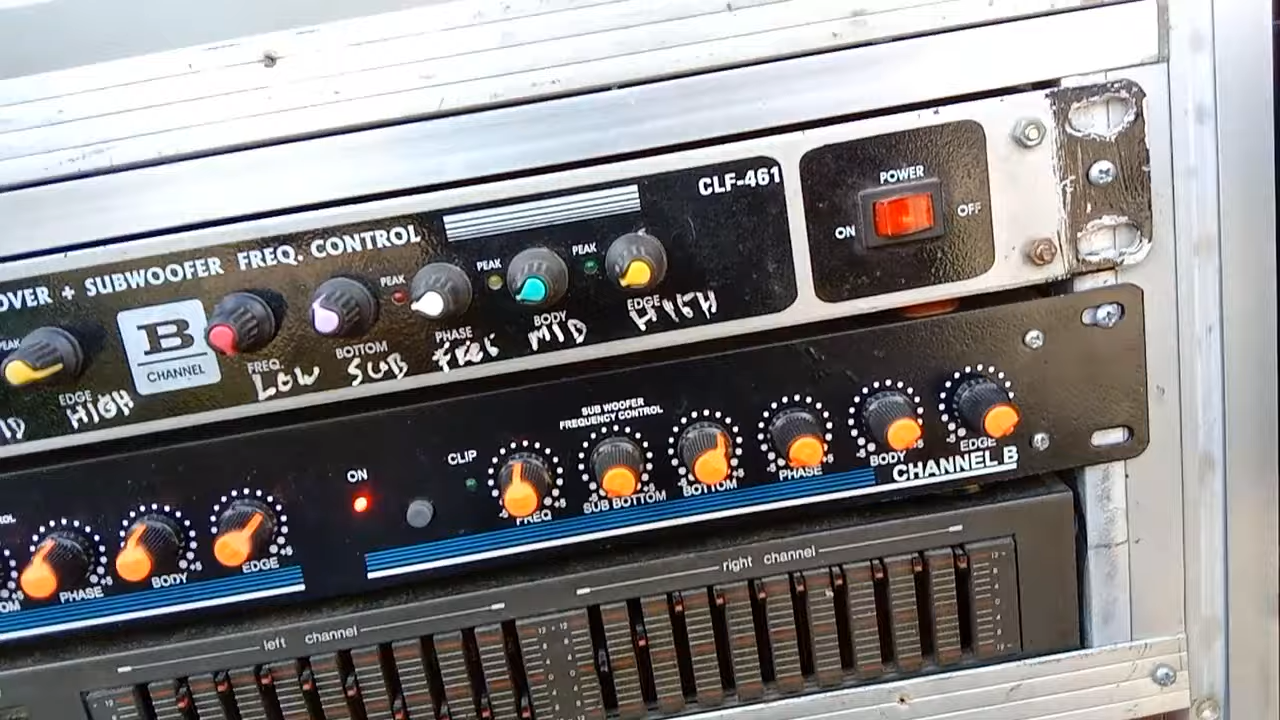 OVER + SUBWOOFER FREQ. CONTROL
CLF-461
POWER
ON
OFF
PEAK
EDGE
HIGH
B
CHANNEL
FREQ.
LOW
BOTTOM
SUB
PEAK
PHASE
PEAK
BODY
MID
PEAK
EDGE
HIGH
PHASE
BODY
EDGE
ON
CLIP
SUB WOOFER
FREQUENCY CONTROL
FREQ
SUB BOTTOM
BOTTOM
PHASE
BODY
EDGE
CHANNEL B
left channel
right channel